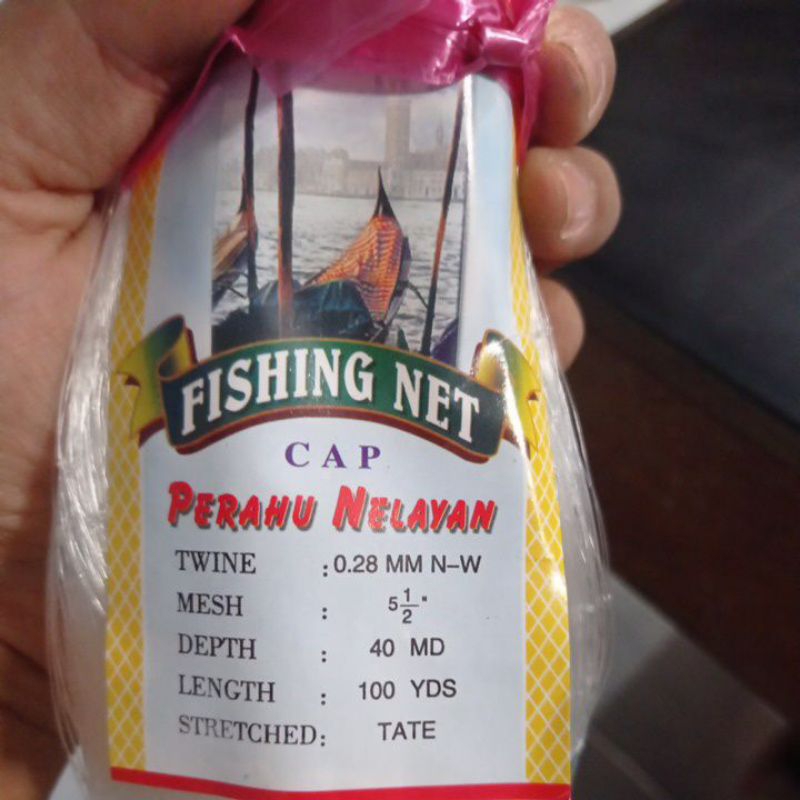 FISHING NET
CAP
PERAHU NELAYAN
TWINE : 0.28 MM N-W
MESH : 5 1/2"
DEPTH : 40 MD
LENGTH : 100 YDS
STRETCHED: TATE